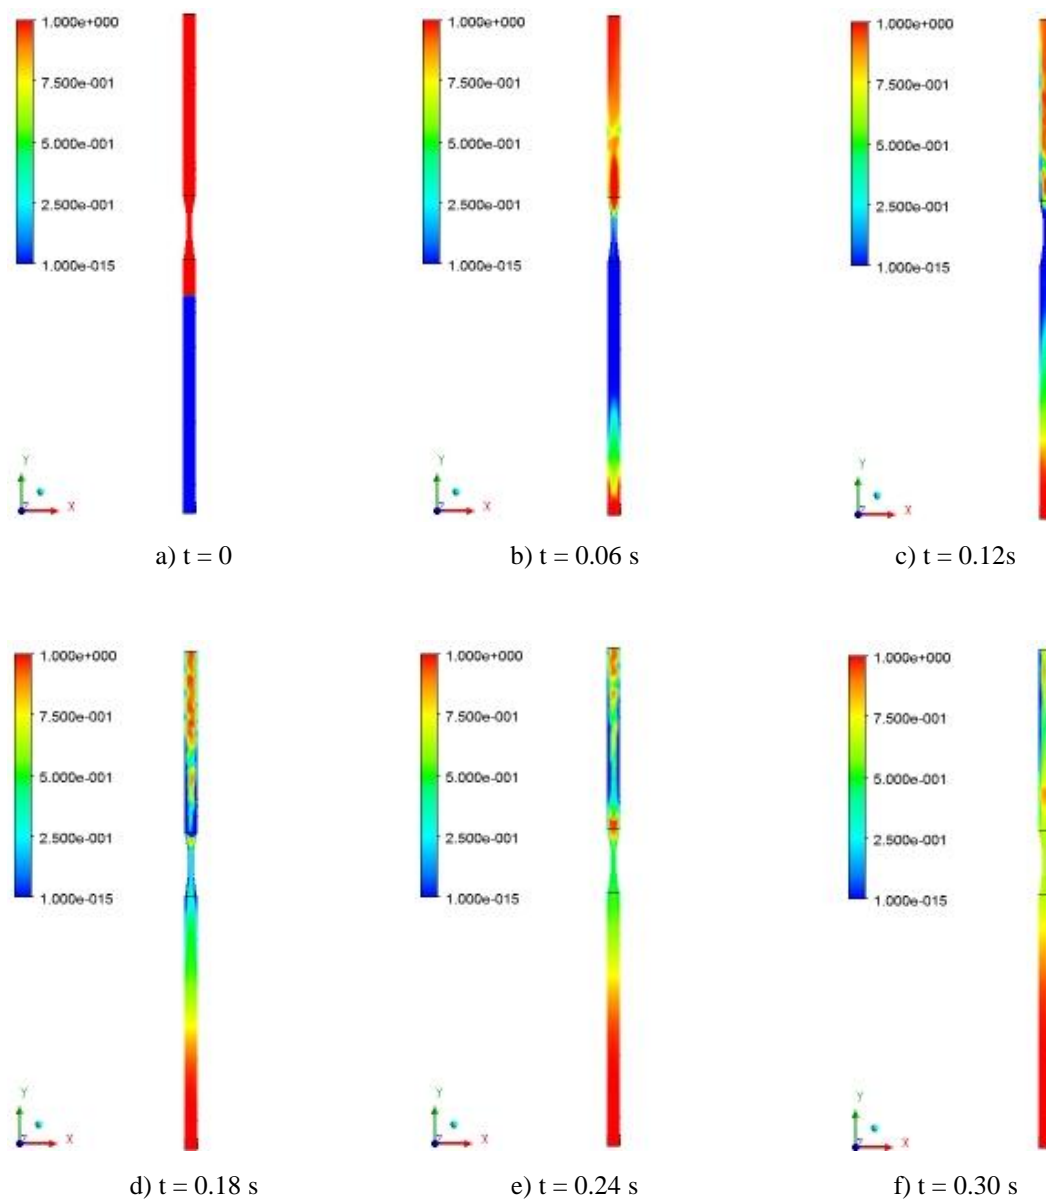 1.000e+000
7.500e-001
5.000e-001
2.500e-001
1.000e-015
Y
Z
X
a) t = 0
1.000e+000
7.500e-001
5.000e-001
2.500e-001
1.000e-015
Y
Z
X
b) t = 0.06 s
1.000e+000
7.500e-001
5.000e-001
2.500e-001
1.000e-015
Y
Z
X
c) t = 0.12s
1.000e+000
7.500e-001
5.000e-001
2.500e-001
1.000e-015
Y
Z
X
d) t = 0.18 s
1.000e+000
7.500e-001
5.000e-001
2.500e-001
1.000e-015
Y
Z
X
e) t = 0.24 s
1.000e+000
7.500e-001
5.000e-001
2.500e-001
1.000e-015
Y
Z
X
f) t = 0.30 s